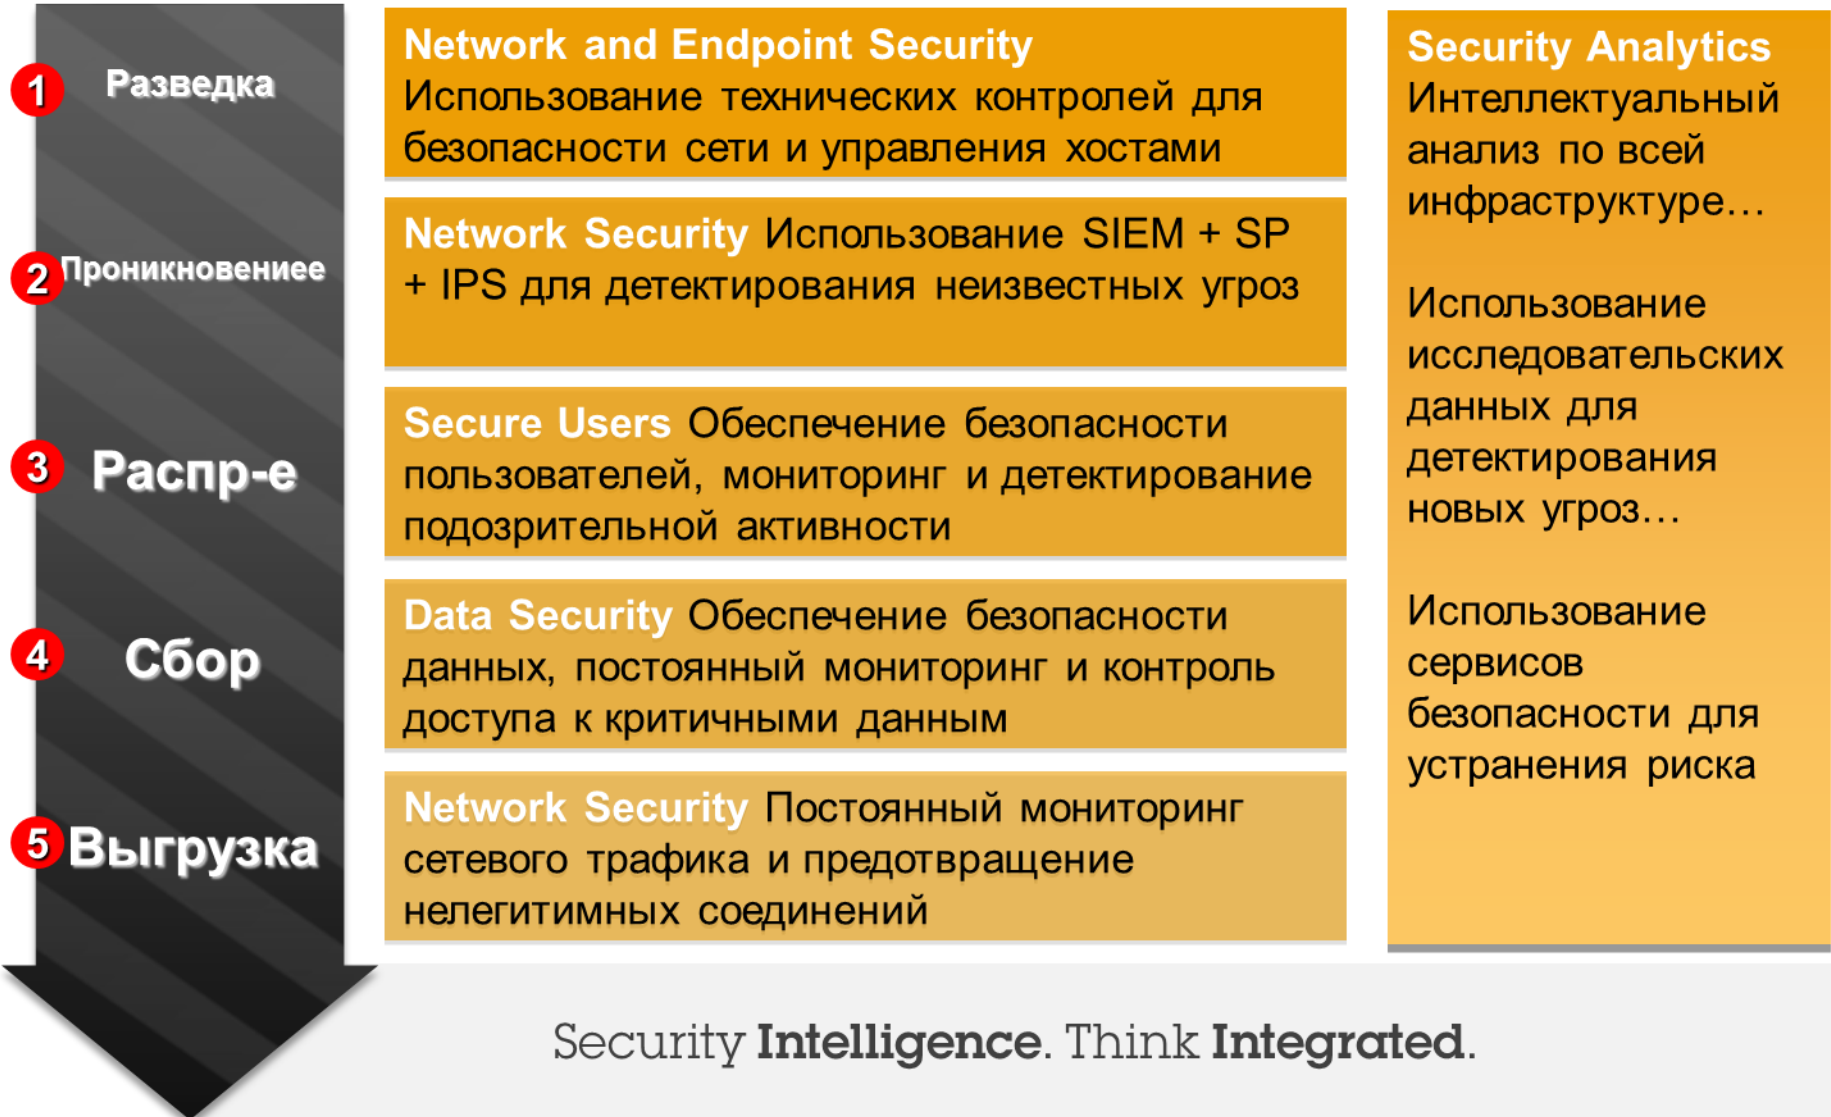 1 Разведка
Network and Endpoint Security
Использование технических контролей для
безопасности сети и управления хостами
2 Проникновениее
Network Security Использование SIEM + SP
+ IPS для детектирования неизвестных угроз
3 Распр-е
Secure Users Обеспечение безопасности
пользователей, мониторинг и детектирование
подозрительной активности
4 Сбор
Data Security Обеспечение безопасности
данных, постоянный мониторинг и контроль
доступа к критичными данным
5 Выгрузка
Network Security Постоянный мониторинг
сетевого трафика и предотвращение
нелегитимных соединений
Security Analytics
Интеллектуальный
анализ по всей
инфраструктуре…
Использование
исследовательских
данных для
детектирования
новых угроз…
Использование
сервисов
безопасности для
устранения риска
Security Intelligence. Think Integrated.